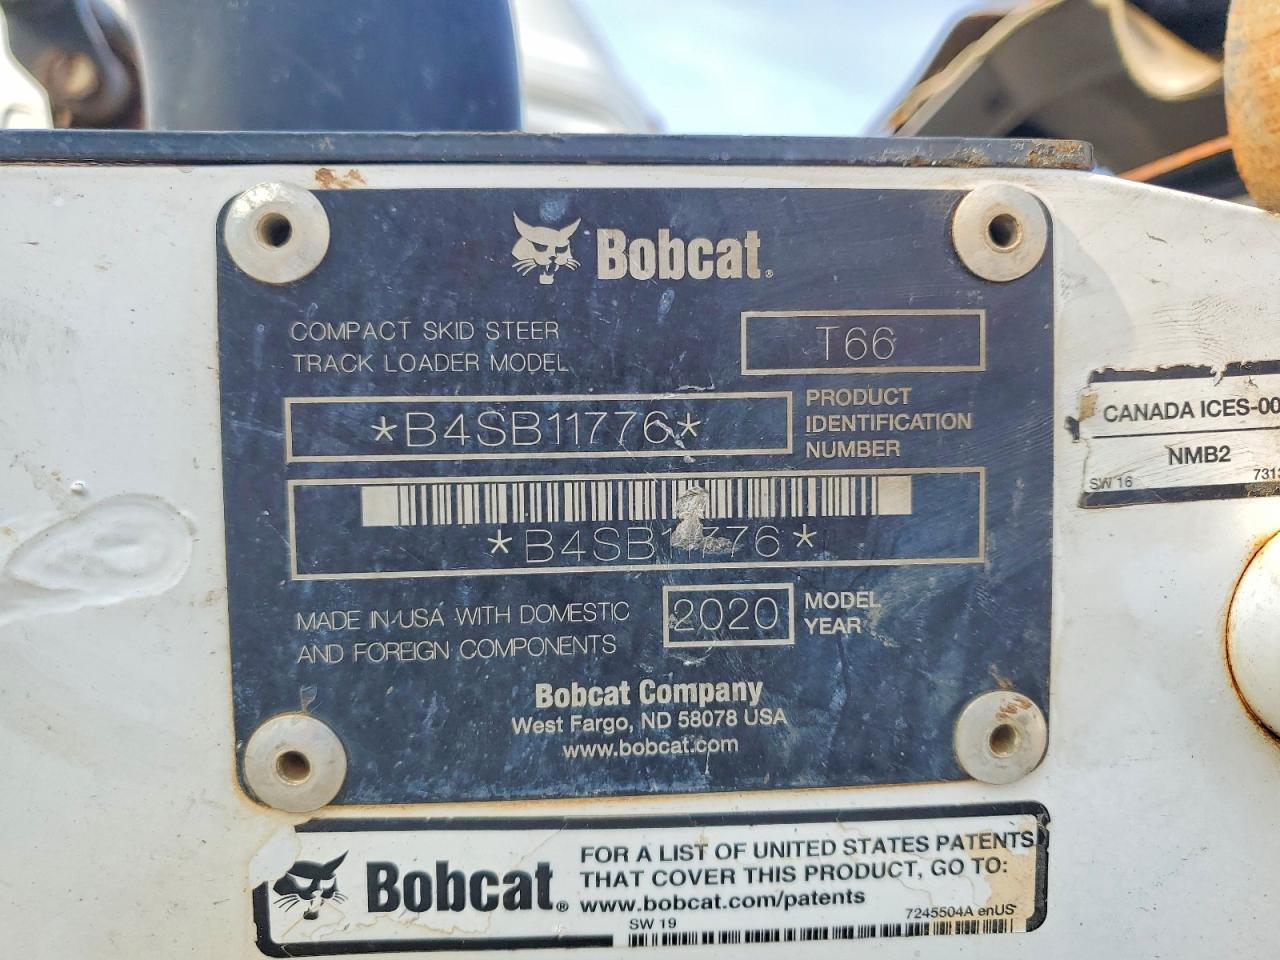 Bobcat®
COMPACT SKID STEER
TRACK LOADER MODEL
T66
*B4SB11776*
PRODUCT
IDENTIFICATION
NUMBER
*B4SB11776*
MADE IN USA WITH DOMESTIC
AND FOREIGN COMPONENTS
2020
MODEL
YEAR
Bobcat Company
West Fargo, ND 58078 USA
www.bobcat.com
CANADA ICES-00
NMB2
SW 16
7313
Bobcat®
FOR A LIST OF UNITED STATES PATENTS
THAT COVER THIS PRODUCT, GO TO:
www.bobcat.com/patents
SW 19
7245504A enUS